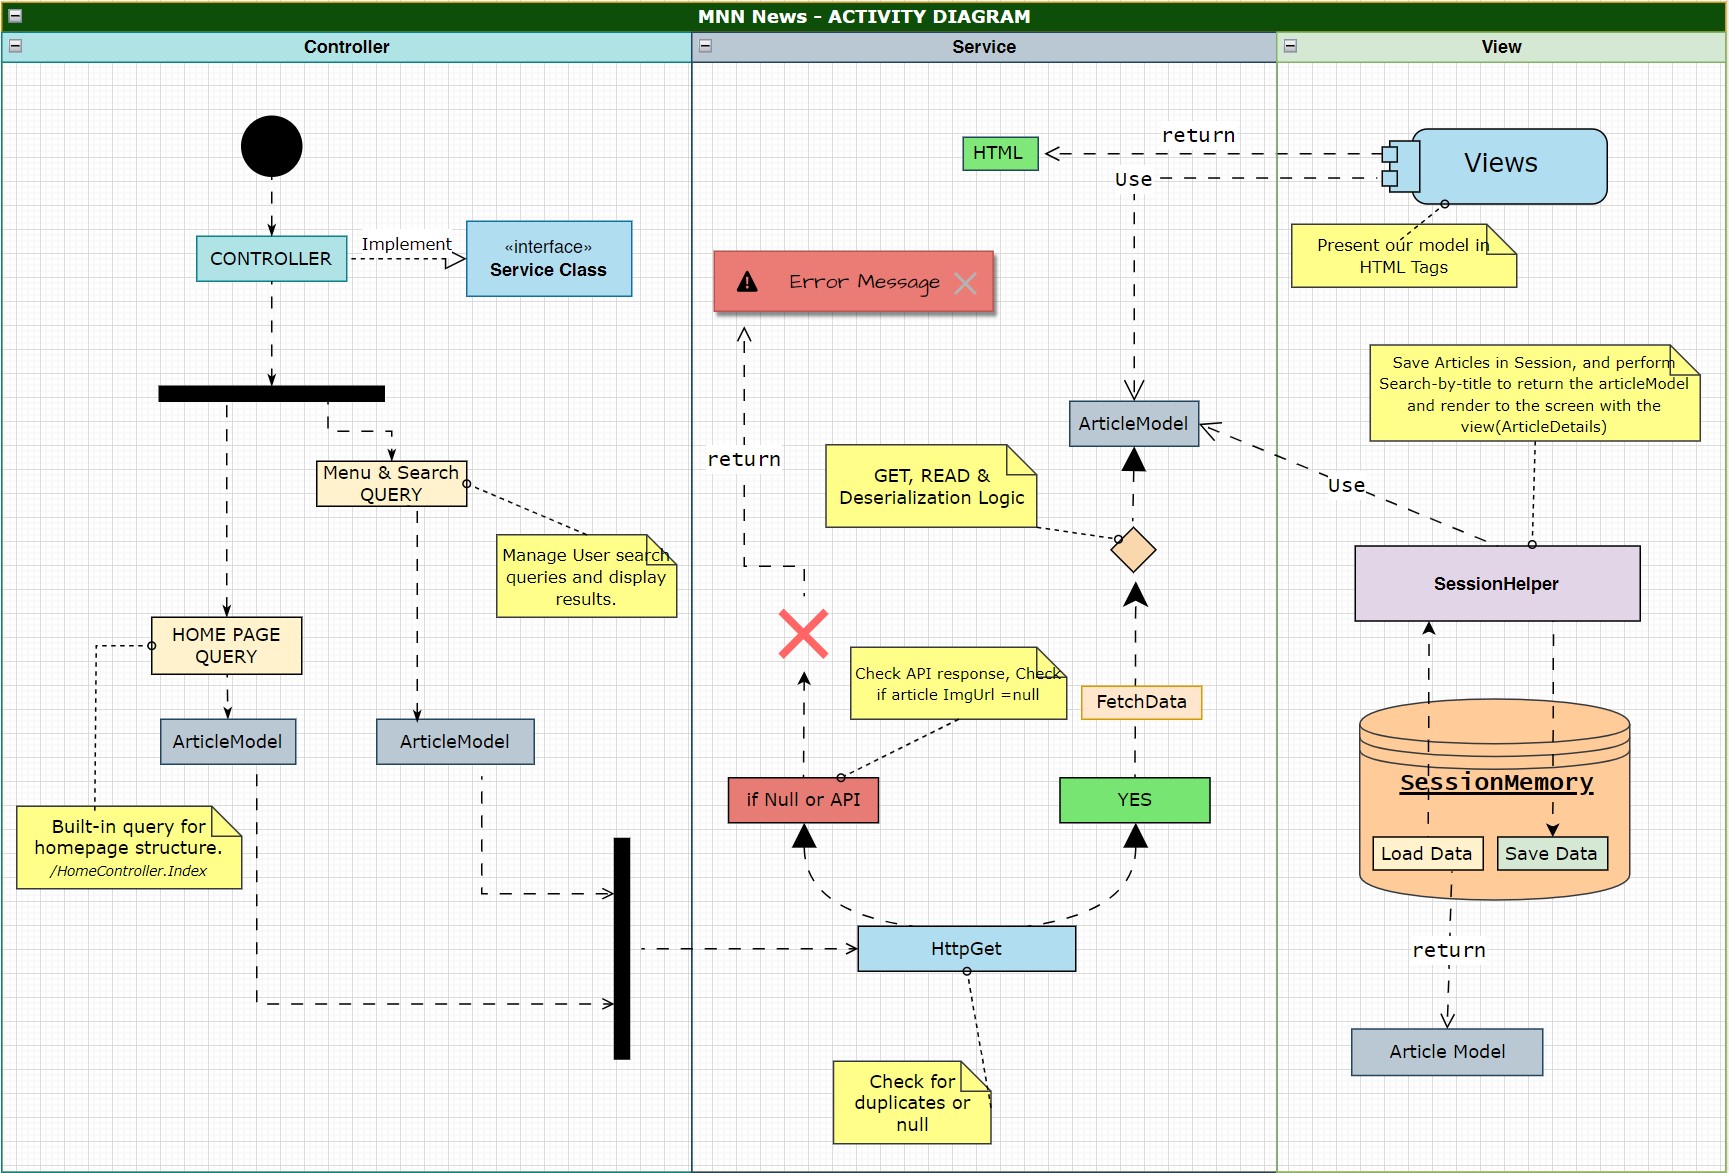 MNN News - ACTIVITY DIAGRAM
Controller
Service
View
CONTROLLER
Implement
«interface»
Service Class
Menu & Search
QUERY
Manage User search
queries and display
results.
HOME PAGE
QUERY
ArticleModel
ArticleModel
Built-in query for
homepage structure.
/HomeController.Index
HTML
return
Use
Error Message
return
ArticleModel
GET, READ &
Deserialization Logic
Check API response, Check
if article ImgUrl =null
FetchData
if Null or API
YES
HttpGet
Check for
duplicates or
null
Views
Present our model in
HTML Tags
Save Articles in Session, and perform
Search-by-title to return the articleModel
and render to the screen with the
view(ArticleDetails)
Use
SessionHelper
SessionMemory
Load Data
Save Data
return
Article Model